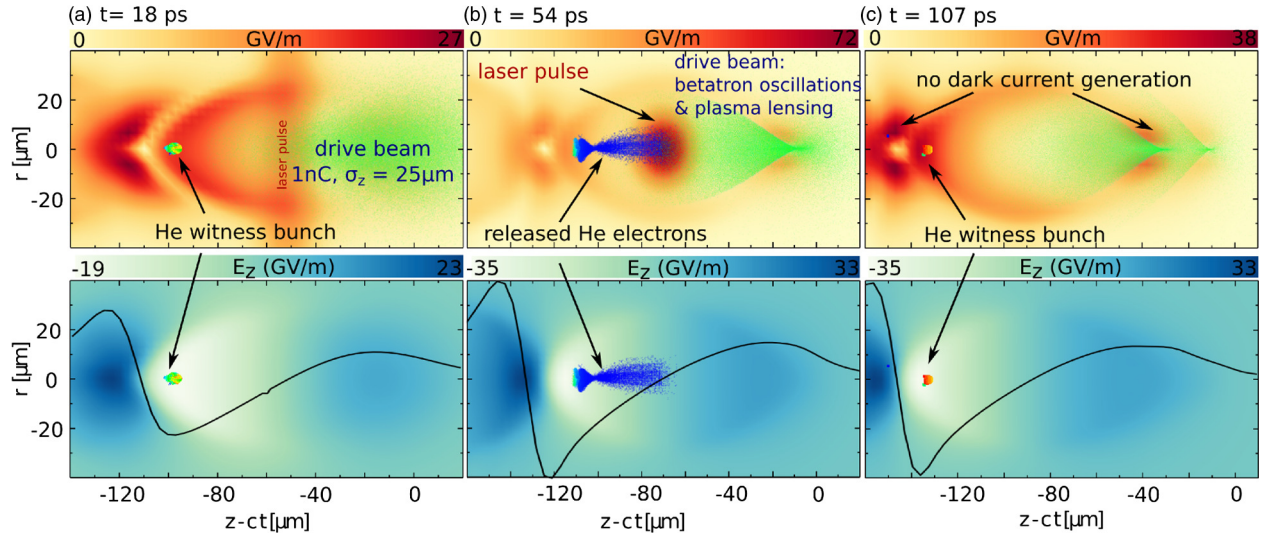 (a) t= 18 ps
(b) t = 54 ps
(c) t = 107 ps
0 GV/m 27
0 GV/m 72
0 GV/m 38
r [µm]
20
0
-20
laser pulse
drive beam
1nC, σz = 25µm
He witness bunch
laser pulse
drive beam:
betatron oscillations
& plasma lensing
released He electrons
no dark current generation
He witness bunch
-19 Ez (GV/m) 23
-35 Ez (GV/m) 33
-35 Ez (GV/m) 33
r [µm]
20
0
-20
-120 -80 -40 0
-120 -80 -40 0
-120 -80 -40 0
z-ct[µm]
z-ct[µm]
z-ct[µm]